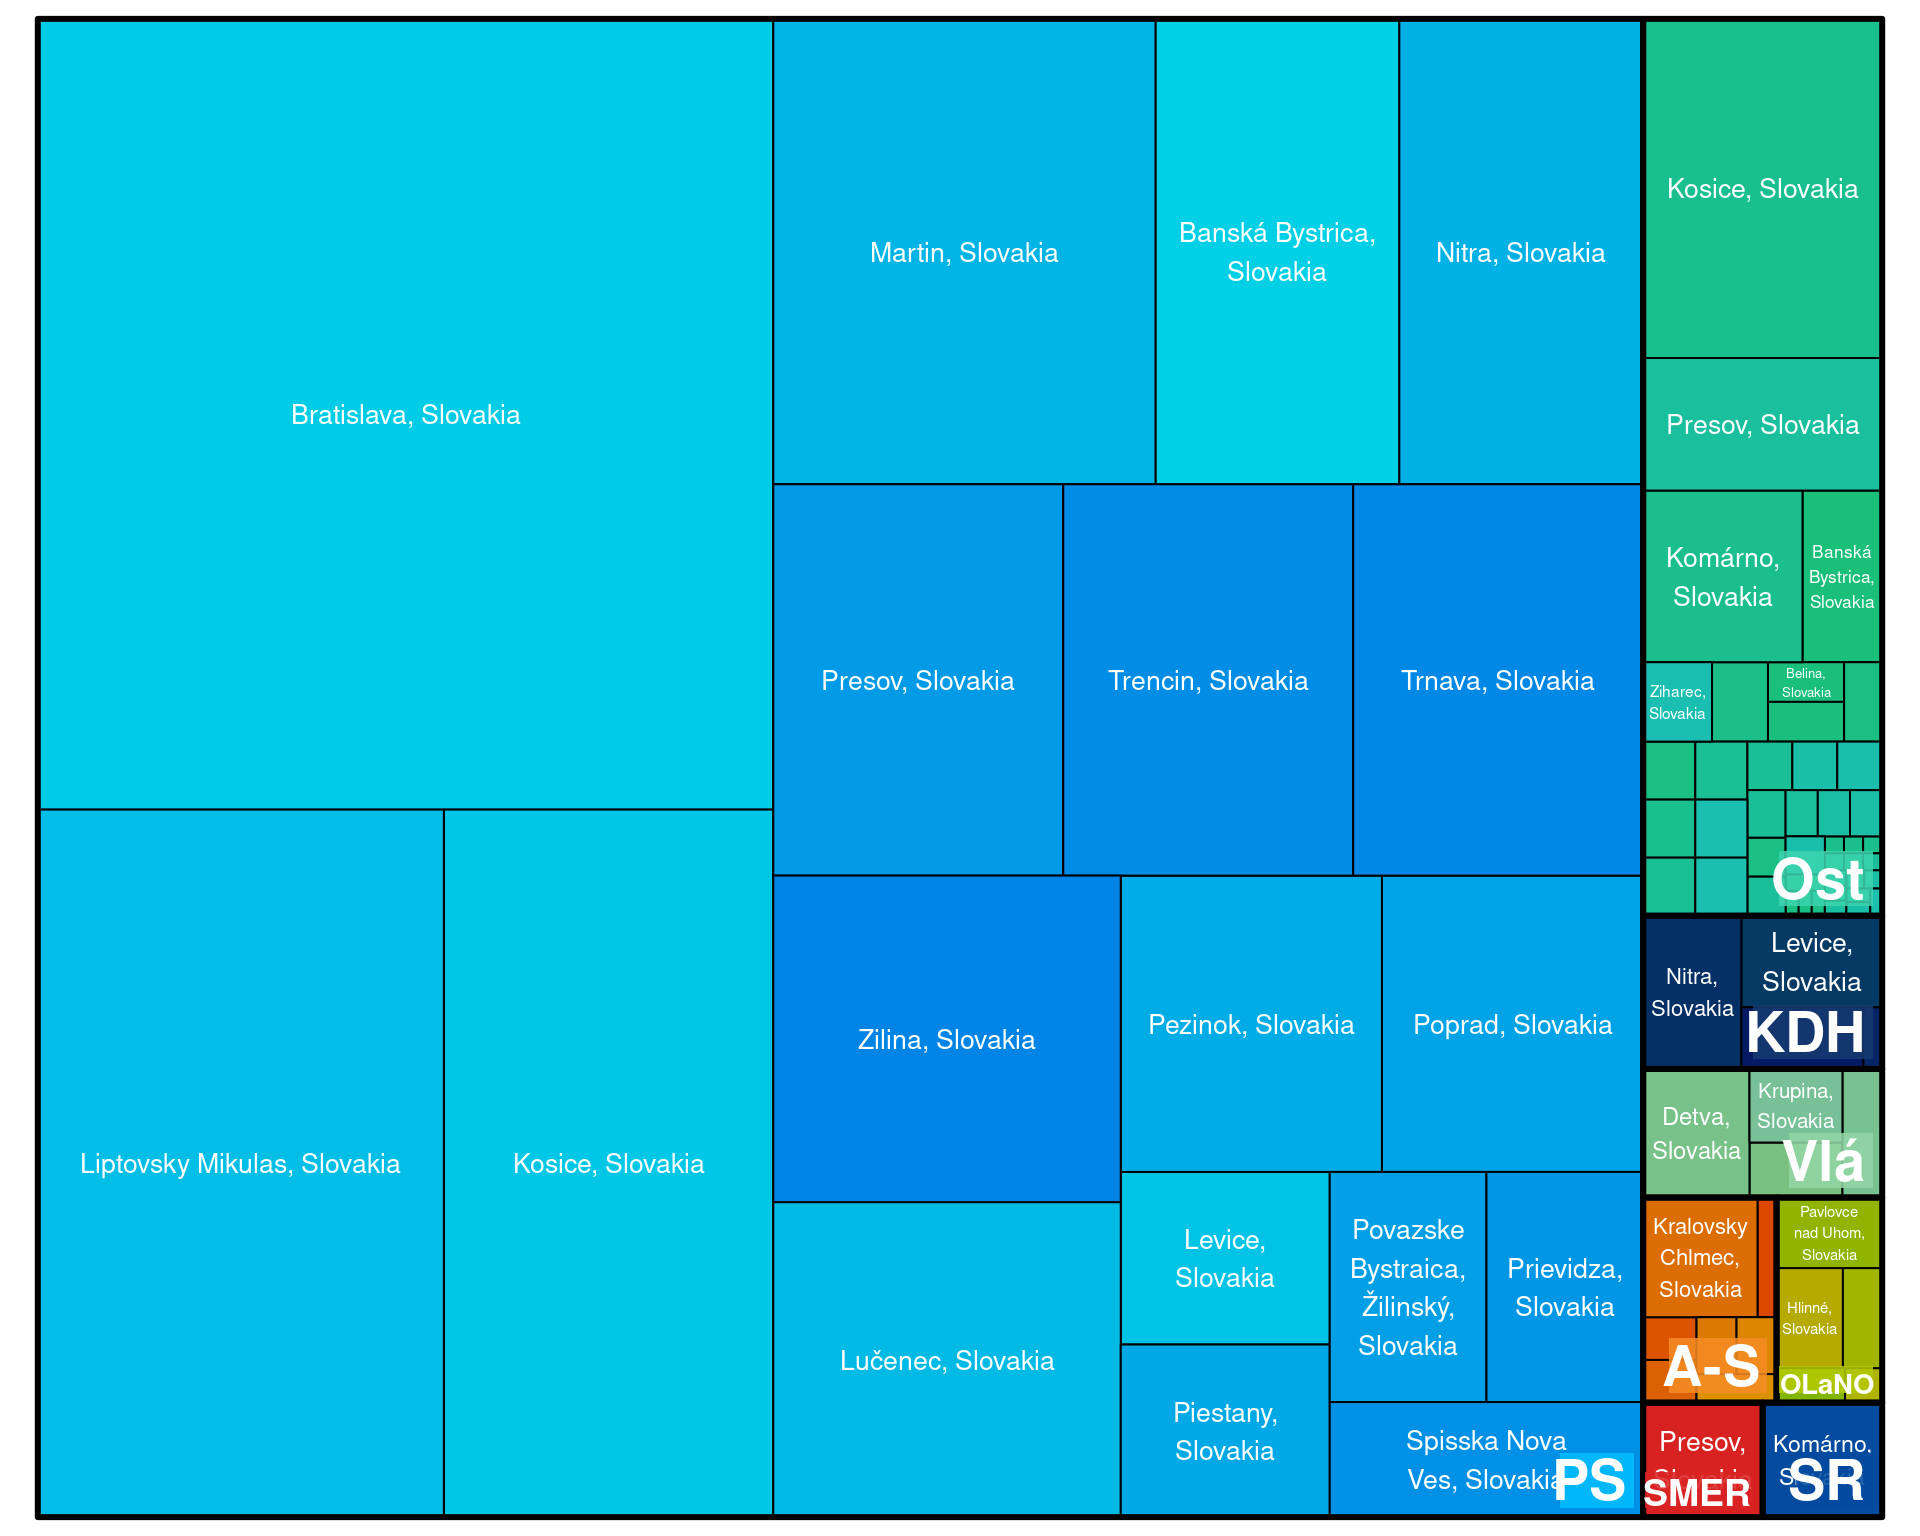 Bratislava, Slovakia
Martin, Slovakia
Banská Bystrica,
Slovakia
Nitra, Slovakia
Presov, Slovakia
Trencin, Slovakia
Trnava, Slovakia
Liptovsky Mikulas, Slovakia
Kosice, Slovakia
Zilina, Slovakia
Pezinok, Slovakia
Poprad, Slovakia
Lučenec, Slovakia
Levice,
Slovakia
Piestany,
Slovakia
Povazske
Bystraica,
Žilinský,
Slovakia
Prievidza,
Slovakia
Spisska Nova
Ves, Slovakia
PS
Kosice, Slovakia
Presov, Slovakia
Komárno,
Slovakia
Banská
Bystrica,
Slovakia
Ziharec,
Slovakia
Belina,
Slovakia
Ost
Nitra,
Slovakia
Levice,
Slovakia
KDH
Detva,
Slovakia
Krupina,
Slovakia
Vlá
Kralovsky
Chlmec,
Slovakia
A-S
Pavlovce
nad Uhom,
Slovakia
Hlinné,
Slovakia
OLaNO
Presov,
SMER
Komárno,
SR